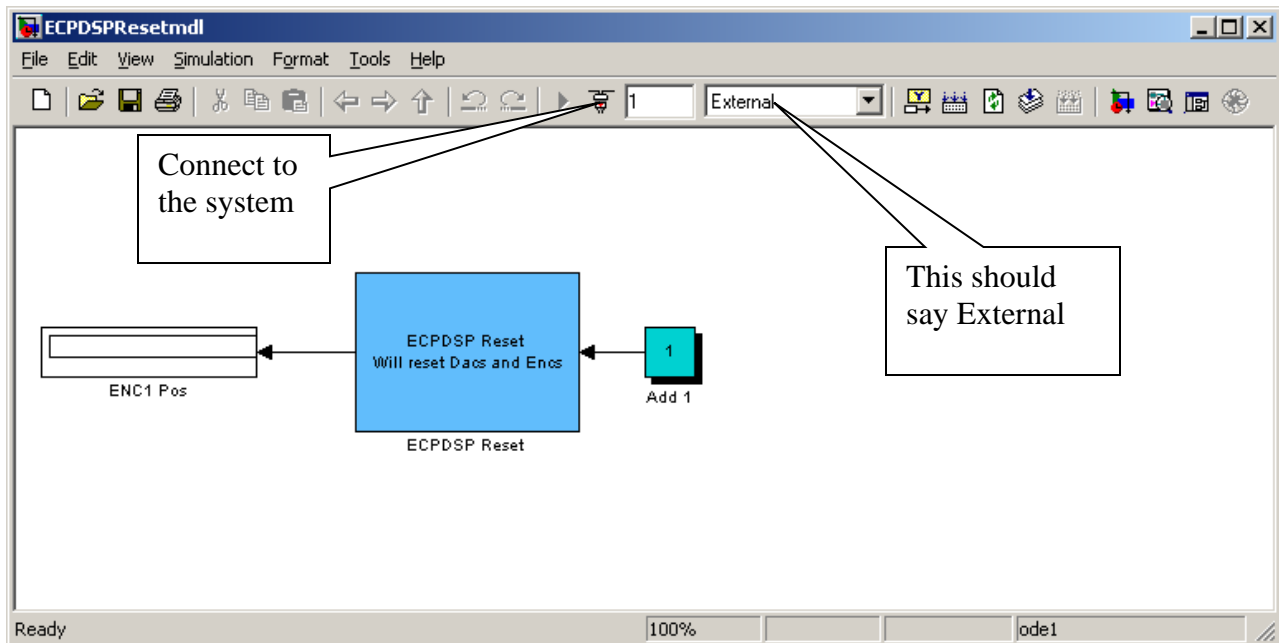 ECPDSPResetmdl
File Edit View Simulation Format Tools Help
1 External
Connect to
the system
This should
say External
ECPDSP Reset
Will reset Dacs and Encs
1
ENC1 Pos
Add 1
ECPDSP Reset
Ready 100% ode1